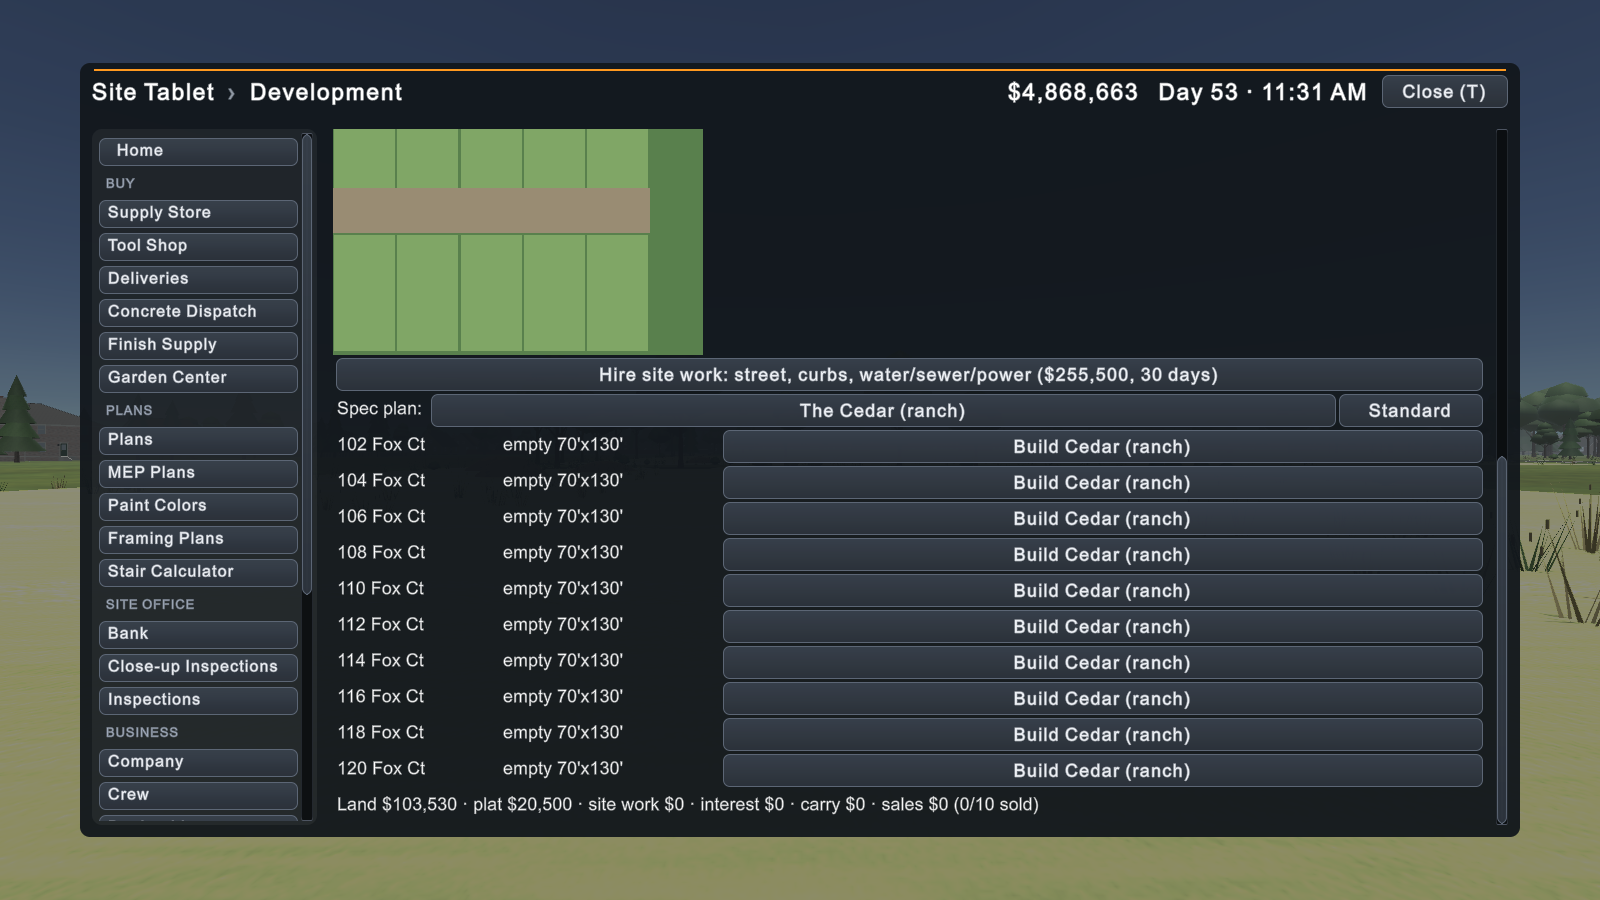 Site Tablet › Development
$4,868,663 Day 53 · 11:31 AM Close (T)
Home
BUY
Supply Store
Tool Shop
Deliveries
Concrete Dispatch
Finish Supply
Garden Center
PLANS
Plans
MEP Plans
Paint Colors
Framing Plans
Stair Calculator
SITE OFFICE
Bank
Close-up Inspections
Inspections
BUSINESS
Company
Crew
Hire site work: street, curbs, water/sewer/power ($255,500, 30 days)
Spec plan: The Cedar (ranch) Standard
102 Fox Ct empty 70'x130' Build Cedar (ranch)
104 Fox Ct empty 70'x130' Build Cedar (ranch)
106 Fox Ct empty 70'x130' Build Cedar (ranch)
108 Fox Ct empty 70'x130' Build Cedar (ranch)
110 Fox Ct empty 70'x130' Build Cedar (ranch)
112 Fox Ct empty 70'x130' Build Cedar (ranch)
114 Fox Ct empty 70'x130' Build Cedar (ranch)
116 Fox Ct empty 70'x130' Build Cedar (ranch)
118 Fox Ct empty 70'x130' Build Cedar (ranch)
120 Fox Ct empty 70'x130' Build Cedar (ranch)
Land $103,530 · plat $20,500 · site work $0 · interest $0 · carry $0 · sales $0 (0/10 sold)